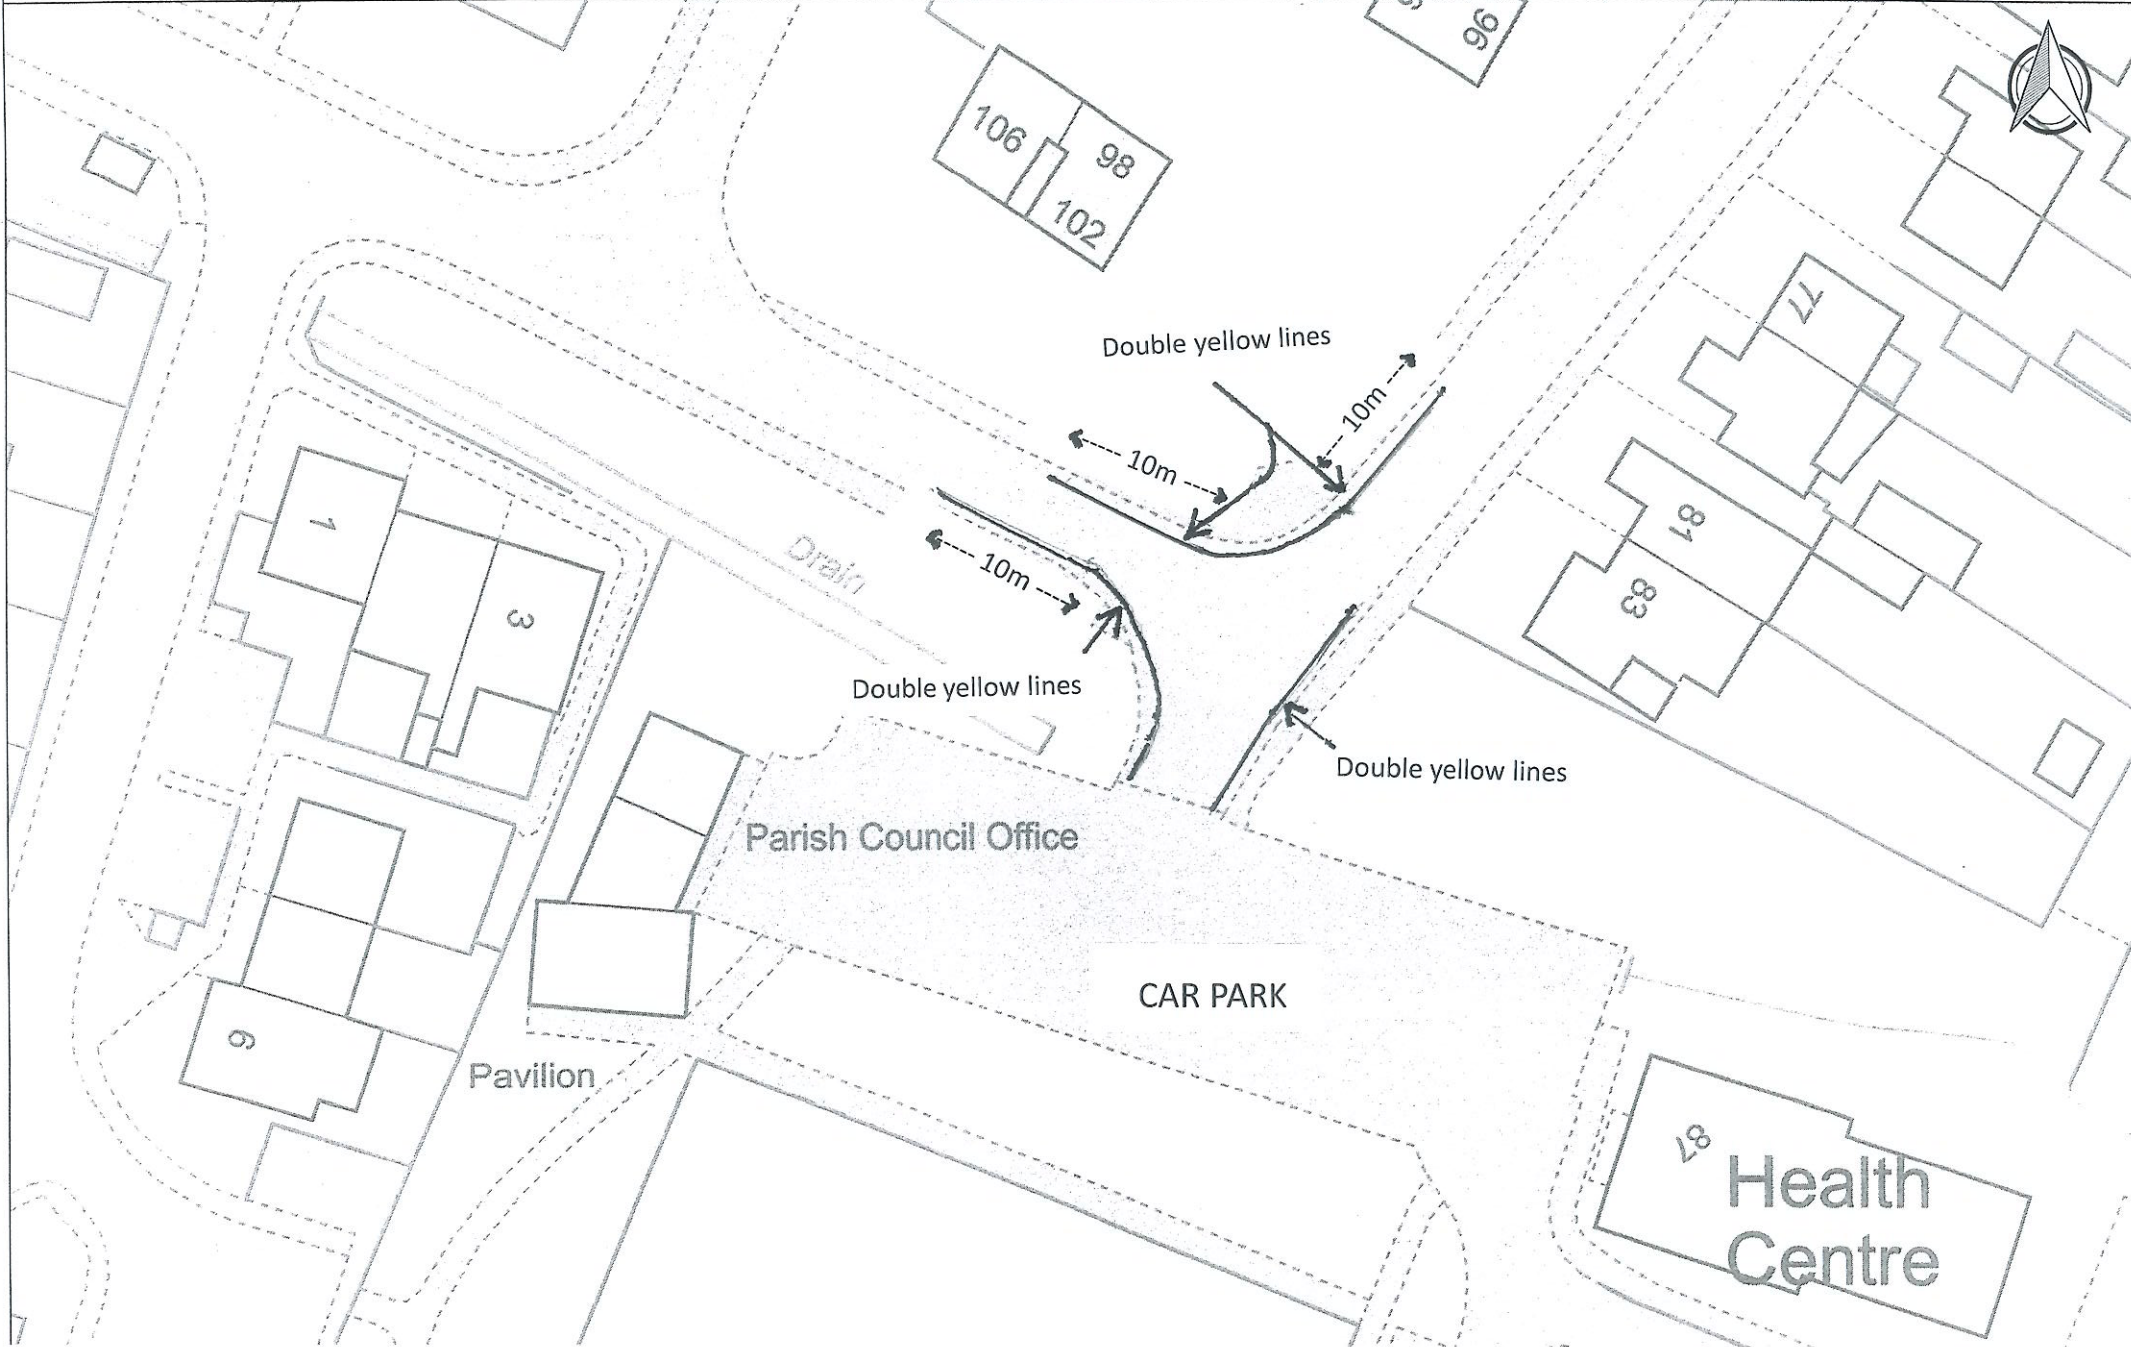 96
106
98
102
77
Double yellow lines
10m
10m
1
81
Drain
10m
83
3
Double yellow lines
Double yellow lines
Parish Council Office
CAR PARK
6
Pavilion
87
Health
Centre